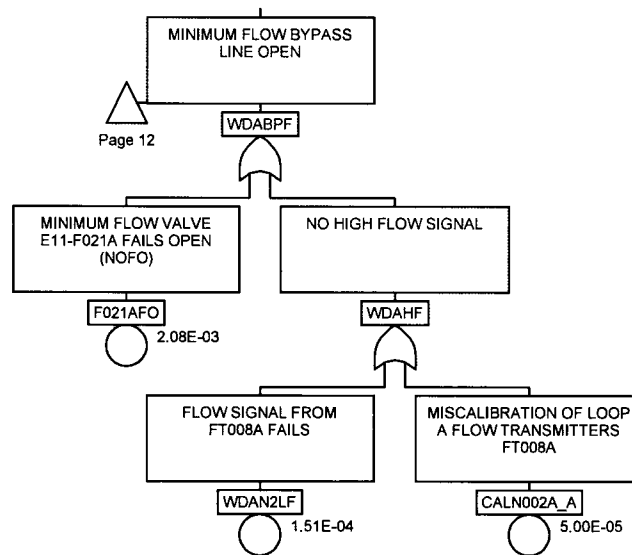 MINIMUM FLOW BYPASS
LINE OPEN
Page 12
WDABPF
MINIMUM FLOW VALVE
E11-F021A FAILS OPEN
(NOFO)
NO HIGH FLOW SIGNAL
F021AFO
2.08E-03
WDAHF
FLOW SIGNAL FROM
FT008A FAILS
MISCALIBRATION OF LOOP
A FLOW TRANSMITTERS
FT008A
WDAN2LF
1.51E-04
CALN002A_A
5.00E-05